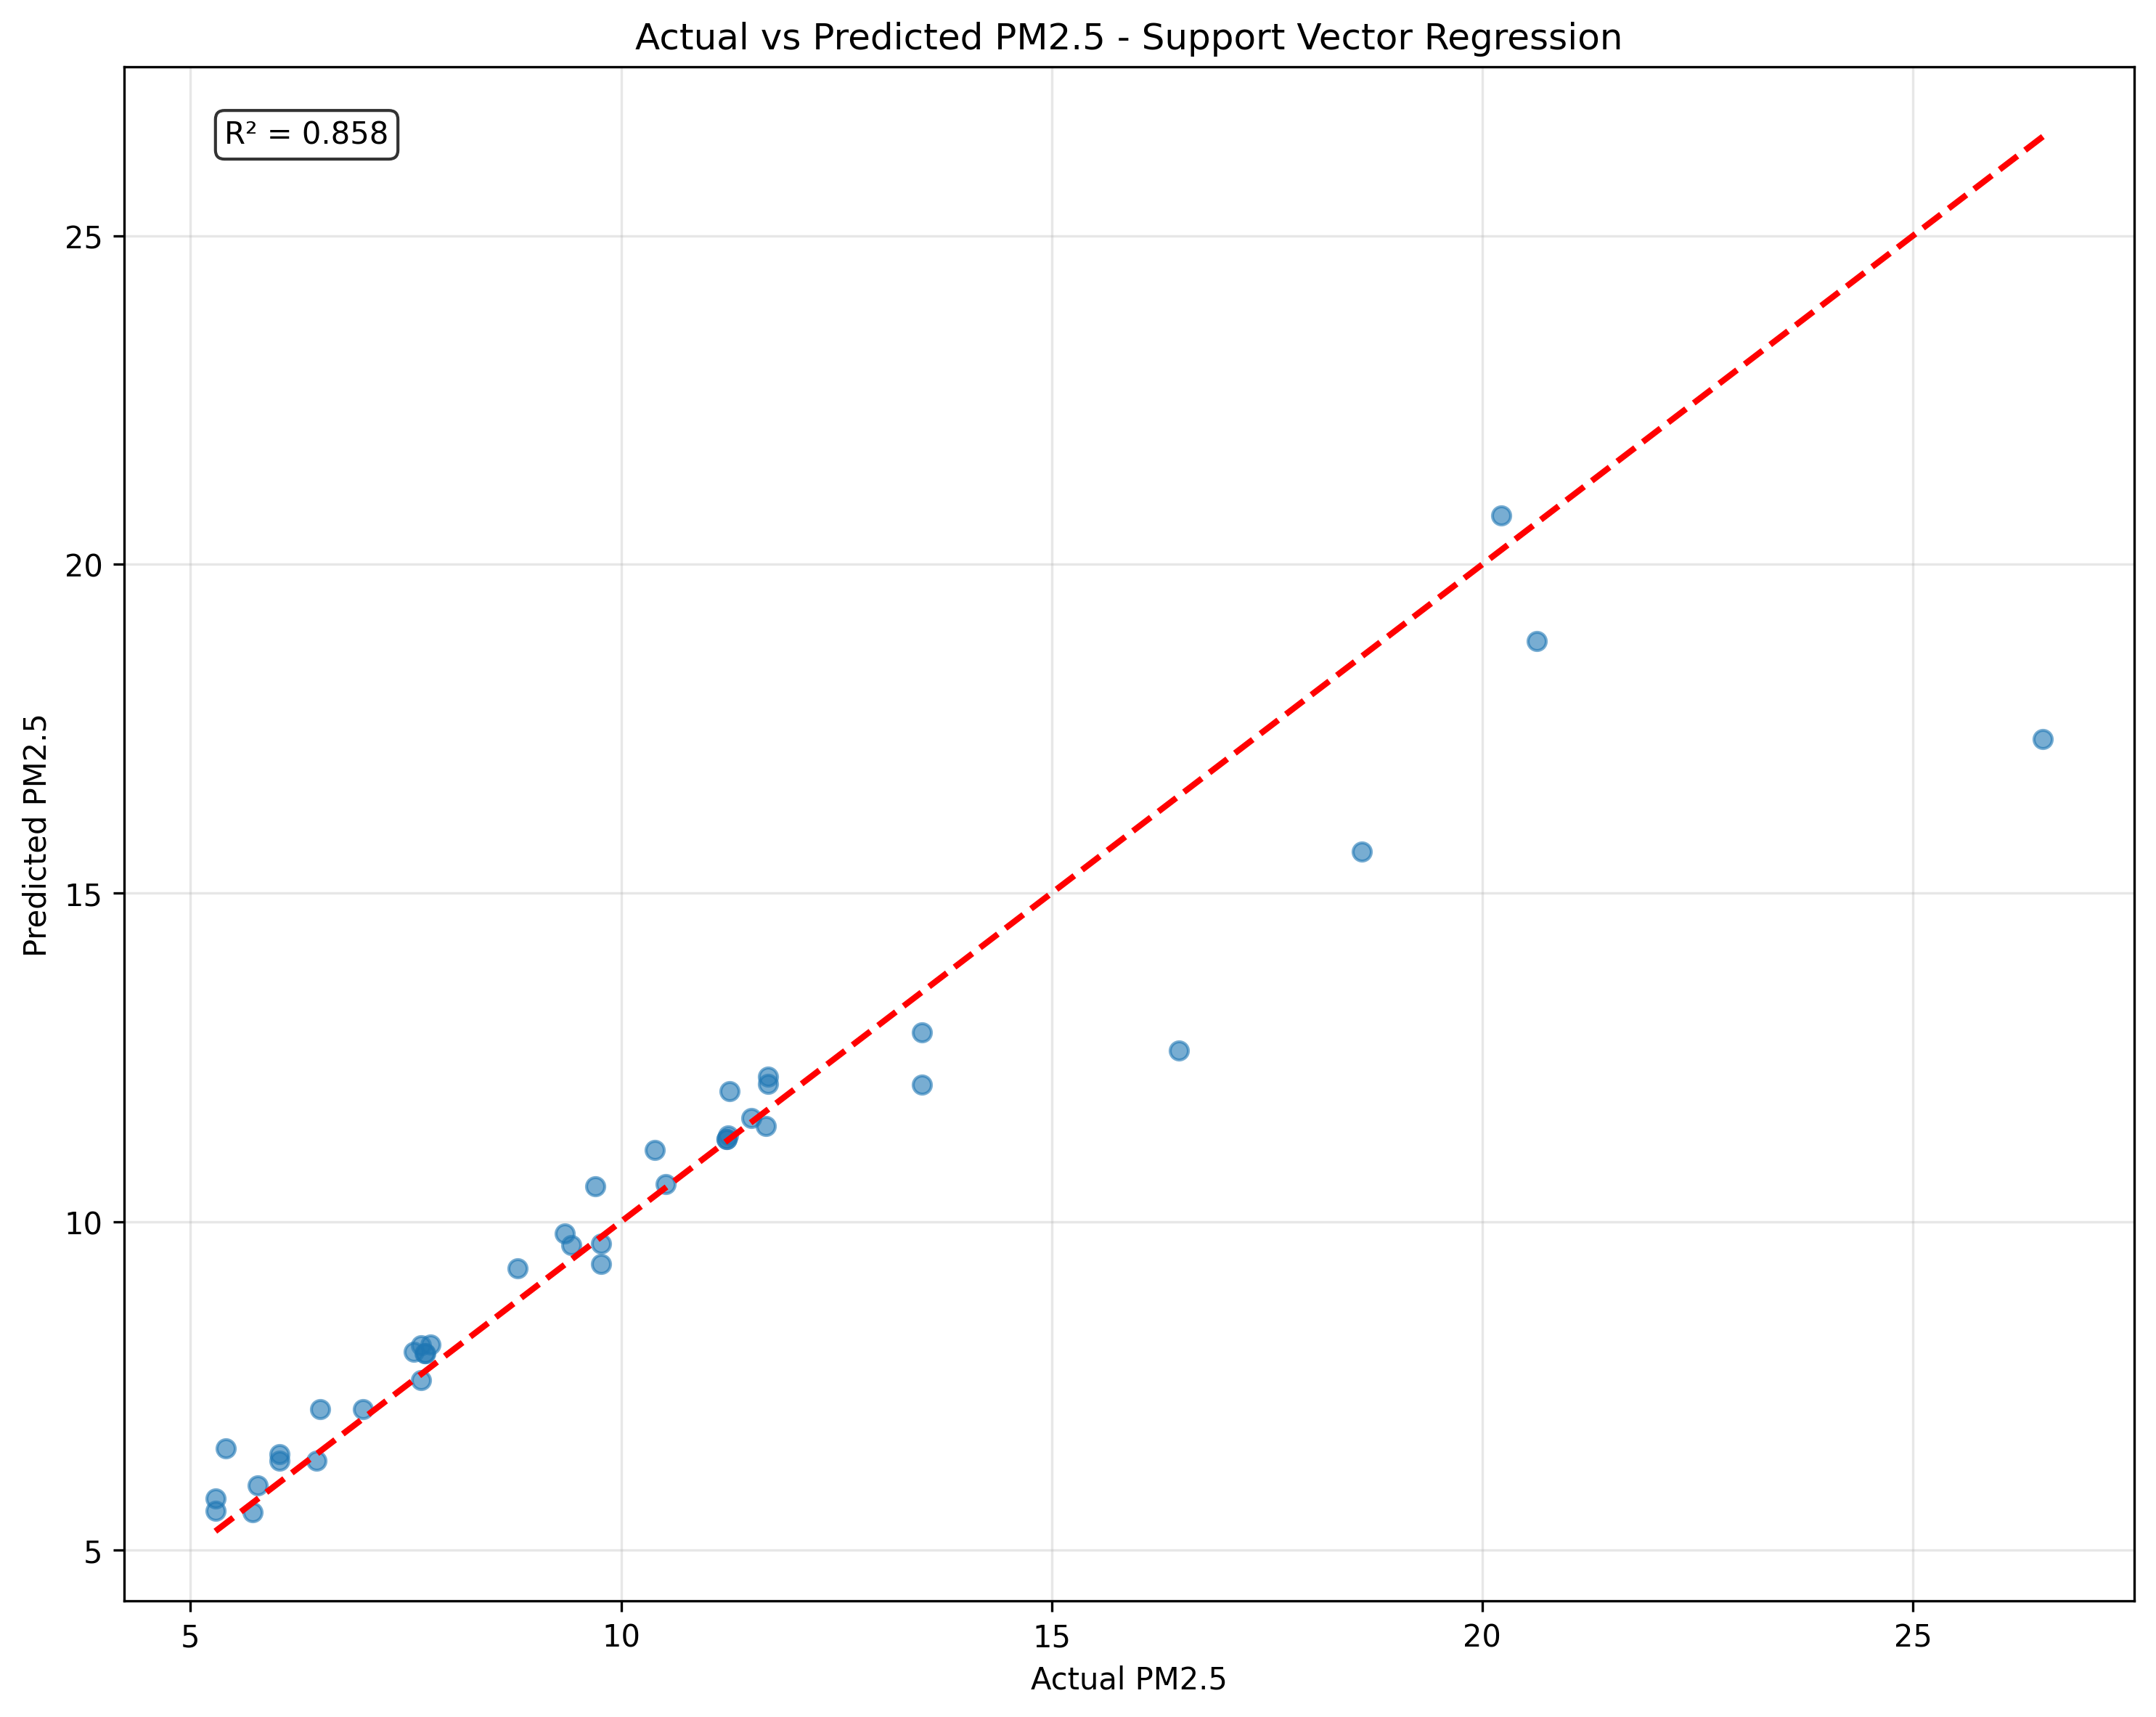 Actual vs Predicted PM2.5 - Support Vector Regression
R² = 0.858
25
20
15
10
5
Predicted PM2.5
5 10 15 20 25
Actual PM2.5